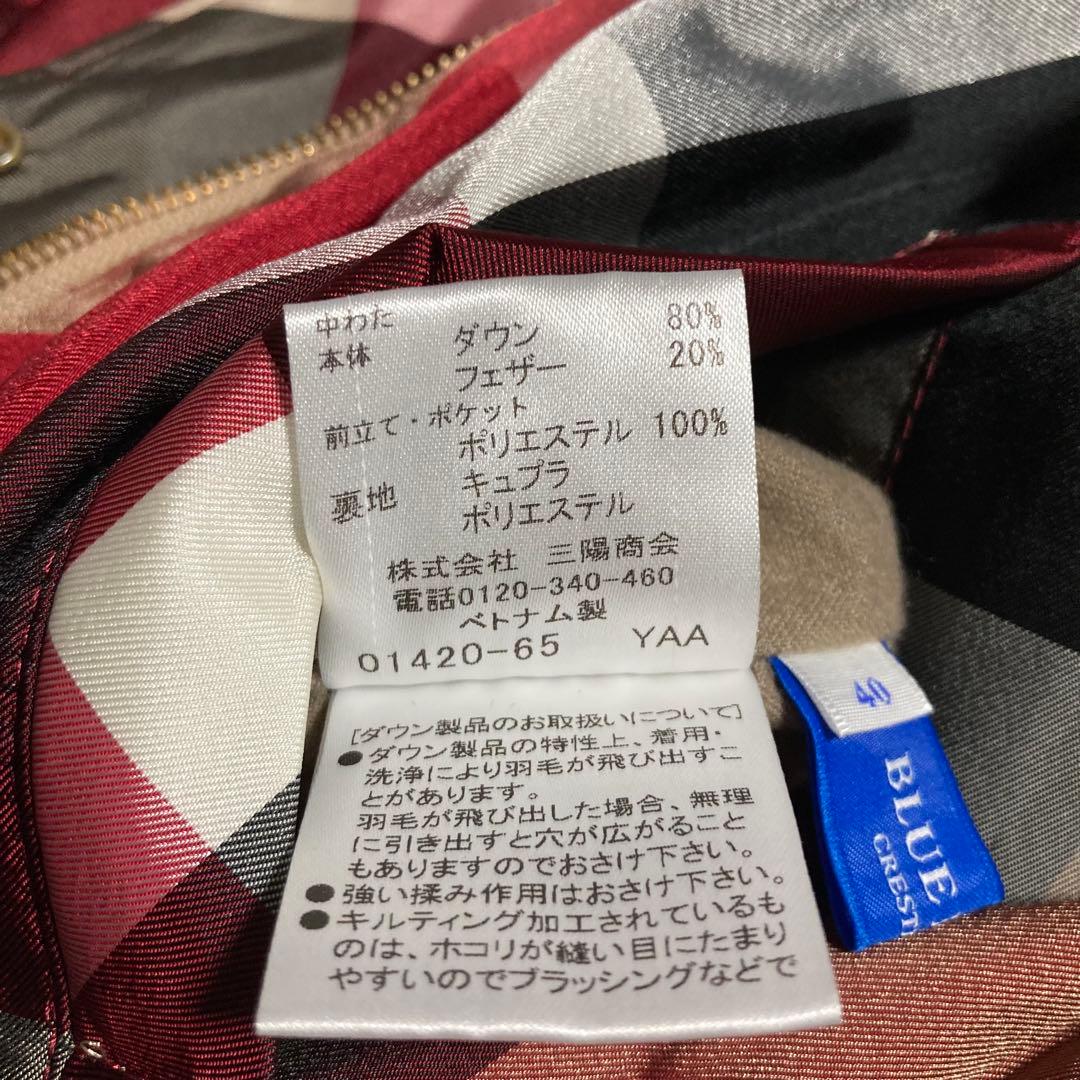 中わた
本体 ダウン 80%
フェザー 20%
前立て・ポケット
ポリエステル 100%
裏地 キュプラ
ポリエステル
株式会社 三陽商会
電話0120-340-460
ベトナム製
01420-65 YAA
[ダウン製品のお取扱いについて]
●ダウン製品の特性上、着用・
洗浄により羽毛が飛び出すこ
とがあります。
羽毛が飛び出した場合、無理
に引き出すと穴が広がること
もありますのでおさけ下さい。
●強い揉み作用はおさけ下さい。
●キルティング加工されているも
のは、ホコリが縫い目にたまり
やすいのでブラッシングなどで
40
BLUE
CREST